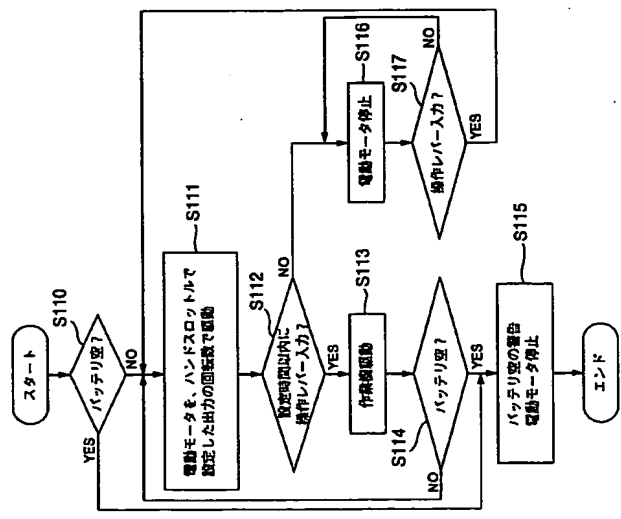 スタート
S110
バッテリ空?
YES
NO
S111
電動モータを、ハンドスロットルで
設定した出力の回転数で駆動
S112
設定時間以内に
操作レバー入力?
NO
YES
S113
作業機駆動
S114
バッテリ空?
NO
YES
S115
バッテリ空の警告
電動モータ停止
エンド
S116
電動モータ停止
S117
操作レバー入力?
NO
YES